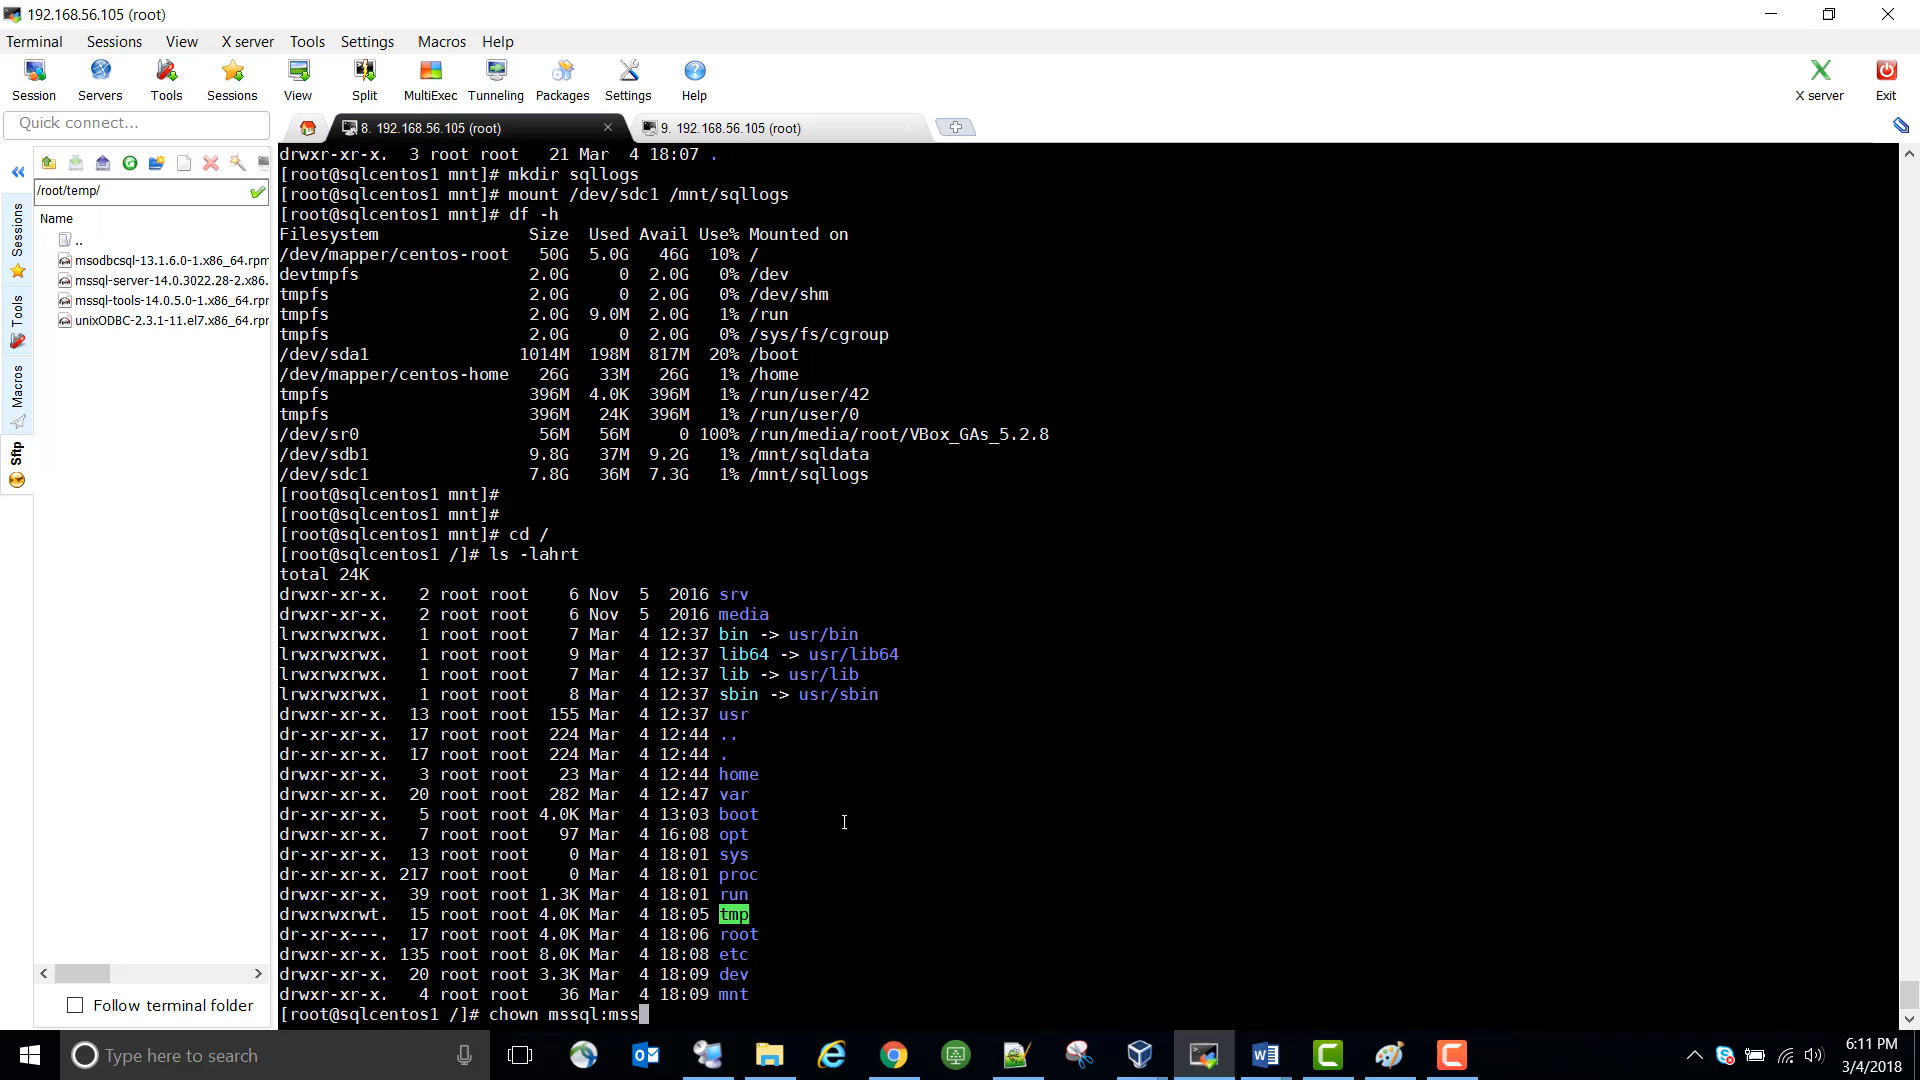 192.168.56.105 (root)
Terminal Sessions View X server Tools Settings Macros Help
Session Servers Tools Sessions View Split MultiExec Tunneling Packages Settings Help X server Exit
Quick connect...
8. 192.168.56.105 (root)
9. 192.168.56.105 (root)
/root/temp/
Name
..
msodbcsql-13.1.6.0-1.x86_64.rpm
mssql-server-14.0.3022.28-2.x86.
mssql-tools-14.0.5.0-1.x86_64.rpr
unixODBC-2.3.1-11.el7.x86_64.rpr
Sessions
Tools
Macros
Sftp
Follow terminal folder
drwxr-xr-x. 3 root root 21 Mar 4 18:07 .
[root@sqlcentos1 mnt]# mkdir sqllogs
[root@sqlcentos1 mnt]# mount /dev/sdc1 /mnt/sqllogs
[root@sqlcentos1 mnt]# df -h
Filesystem Size Used Avail Use% Mounted on
/dev/mapper/centos-root 50G 5.0G 46G 10% /
devtmpfs 2.0G 0 2.0G 0% /dev
tmpfs 2.0G 0 2.0G 0% /dev/shm
tmpfs 2.0G 9.0M 2.0G 1% /run
tmpfs 2.0G 0 2.0G 0% /sys/fs/cgroup
/dev/sda1 1014M 198M 817M 20% /boot
/dev/mapper/centos-home 26G 33M 26G 1% /home
tmpfs 396M 4.0K 396M 1% /run/user/42
tmpfs 396M 24K 396M 1% /run/user/0
/dev/sr0 56M 56M 0 100% /run/media/root/VBox_GAs_5.2.8
/dev/sdb1 9.8G 37M 9.2G 1% /mnt/sqldata
/dev/sdc1 7.8G 36M 7.3G 1% /mnt/sqllogs
[root@sqlcentos1 mnt]#
[root@sqlcentos1 mnt]#
[root@sqlcentos1 mnt]# cd /
[root@sqlcentos1 /]# ls -lahrt
total 24K
drwxr-xr-x. 2 root root 6 Nov 5 2016 srv
drwxr-xr-x. 2 root root 6 Nov 5 2016 media
lrwxrwxrwx. 1 root root 7 Mar 4 12:37 bin -> usr/bin
lrwxrwxrwx. 1 root root 9 Mar 4 12:37 lib64 -> usr/lib64
lrwxrwxrwx. 1 root root 7 Mar 4 12:37 lib -> usr/lib
lrwxrwxrwx. 1 root root 8 Mar 4 12:37 sbin -> usr/sbin
drwxr-xr-x. 13 root root 155 Mar 4 12:37 usr
dr-xr-xr-x. 17 root root 224 Mar 4 12:44 ..
dr-xr-xr-x. 17 root root 224 Mar 4 12:44 .
drwxr-xr-x. 3 root root 23 Mar 4 12:44 home
drwxr-xr-x. 20 root root 282 Mar 4 12:47 var
dr-xr-xr-x. 5 root root 4.0K Mar 4 13:03 boot
drwxr-xr-x. 7 root root 97 Mar 4 16:08 opt
dr-xr-xr-x. 13 root root 0 Mar 4 18:01 sys
dr-xr-xr-x. 217 root root 0 Mar 4 18:01 proc
drwxr-xr-x. 39 root root 1.3K Mar 4 18:01 run
drwxrwxrwt. 15 root root 4.0K Mar 4 18:05 tmp
dr-xr-x---. 17 root root 4.0K Mar 4 18:06 root
drwxr-xr-x. 135 root root 8.0K Mar 4 18:08 etc
drwxr-xr-x. 20 root root 3.3K Mar 4 18:09 dev
drwxr-xr-x. 4 root root 36 Mar 4 18:09 mnt
[root@sqlcentos1 /]# chown mssql:mss
Type here to search
6:11 PM
3/4/2018